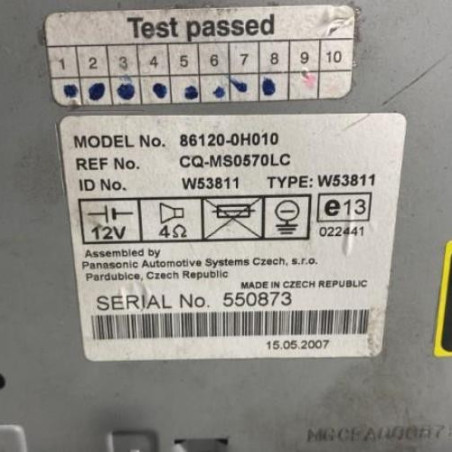 Test passed
1 2 3 4 5 6 7 8 9 10
MODEL No. 86120-0H010
REF No. CQ-MS0570LC
ID No. W53811 TYPE: W53811
12V 4Ω e13
022441
Assembled by
Panasonic Automotive Systems Czech, s.r.o.
Pardubice, Czech Republic
MADE IN CZECH REPUBLIC
SERIAL No. 550873
15.05.2007